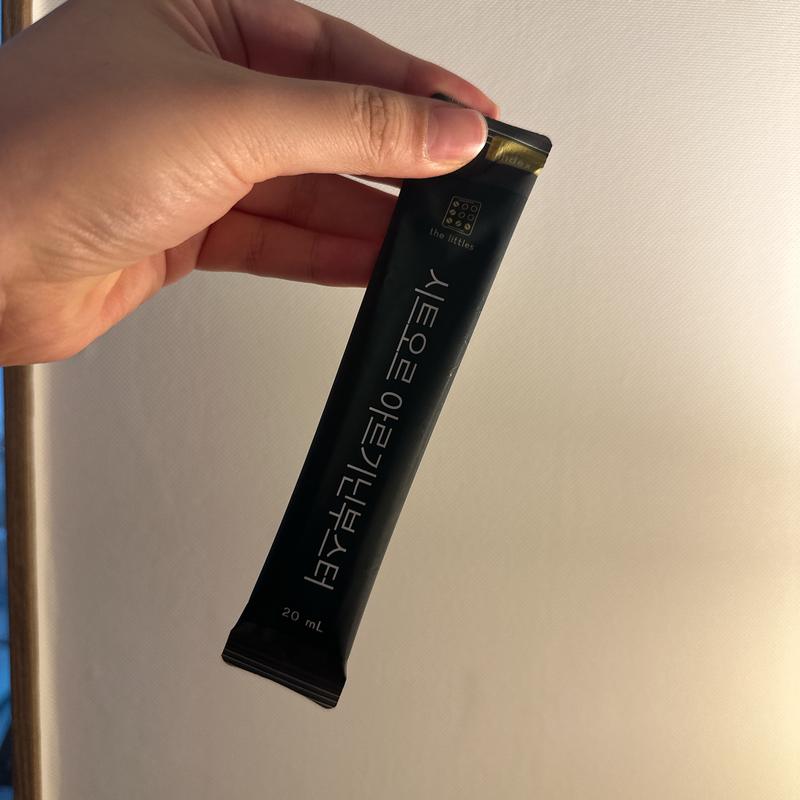 index
the littles
시트오르 아르기닌부스터
20 mL